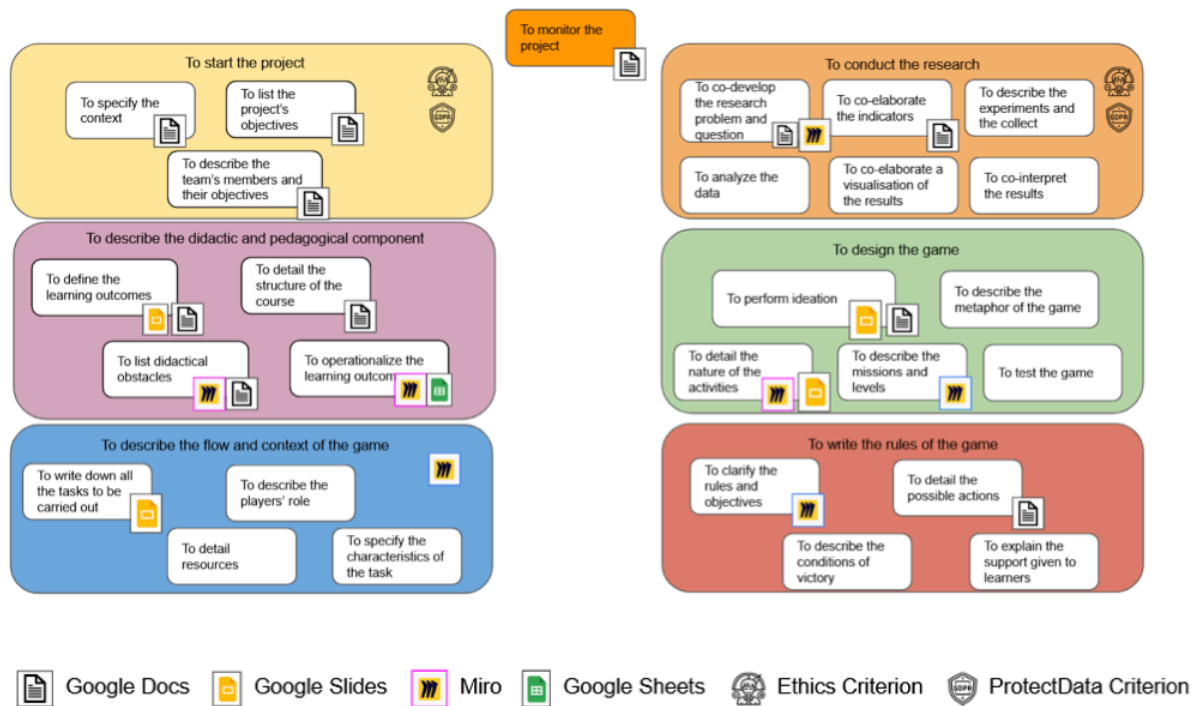 To monitor the
project
To start the project
To specify the
context
To list the
project's
objectives
To describe the
team's members and
their objectives
GDPR
To conduct the research
To co-develop
the research
problem and
question
To co-elaborate
the indicators
To describe the
experiments and
the collect
GDPR
To analyze the
data
To co-elaborate a
visualisation of
the results
To co-interpret
the results
To describe the didactic and pedagogical component
To define the
learning outcomes
To detail the
structure of the
course
To list didactical
obstacles
To operationalize the
learning outcom
To design the game
To perform ideation
To describe the
metaphor of the game
To detail the
nature of the
activities
To describe the
missions and
levels
To test the game
To describe the flow and context of the game
To write down all
the tasks to be
carried out
To describe the
players' role
To detail
resources
To specify the
characteristics of
the task
To write the rules of the game
To clarify the
rules and
objectives
To detail the
possible actions
To describe the
conditions of
victory
To explain the
support given to
learners
Google Docs
Google Slides
Miro
Google Sheets
Ethics Criterion
GDPR
ProtectData Criterion